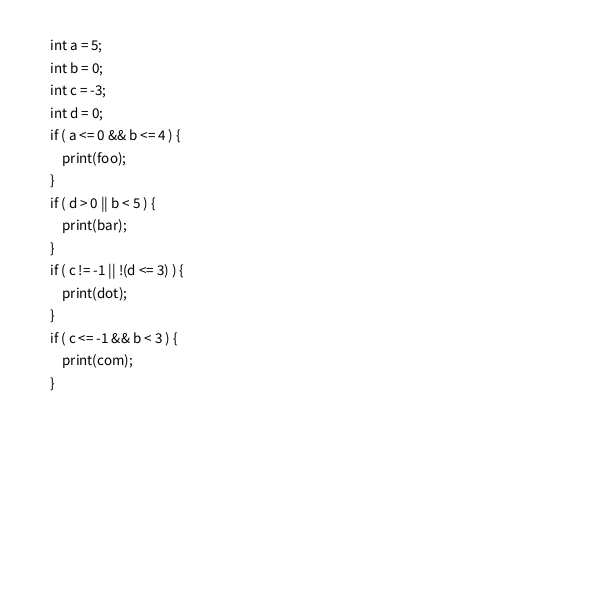 int a = 5;
int b = 0;
int c = -3;
int d = 0;
if ( a <= 0 && b <= 4 ) {
    print(foo);
}
if ( d > 0 || b < 5 ) {
    print(bar);
}
if ( c != -1 || !(d <= 3) ) {
    print(dot);
}
if ( c <= -1 && b < 3 ) {
    print(com);
}